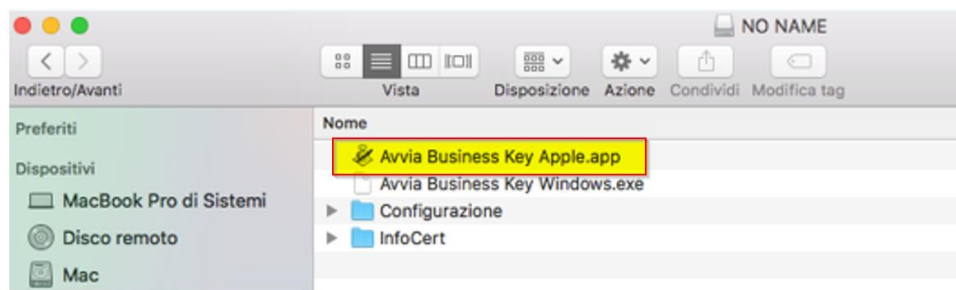 NO NAME
Indietro/Avanti
Vista
Disposizione
Azione
Condividi
Modifica tag
Preferiti
Dispositivi
MacBook Pro di Sistemi
Disco remoto
Mac
Nome
Avvia Business Key Apple.app
Avvia Business Key Windows.exe
Configurazione
InfoCert